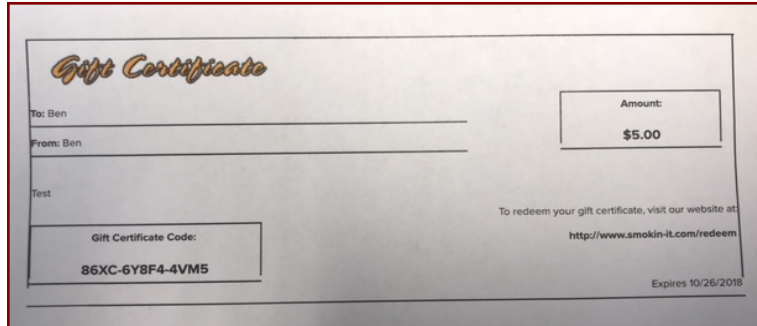 Gift Certificate
To: Ben
Amount:
$5.00
From: Ben
Test
To redeem your gift certificate, visit our website at:
http://www.smokin-it.com/redeem
Gift Certificate Code:
86XC-6Y8F4-4VM5
Expires 10/26/2018